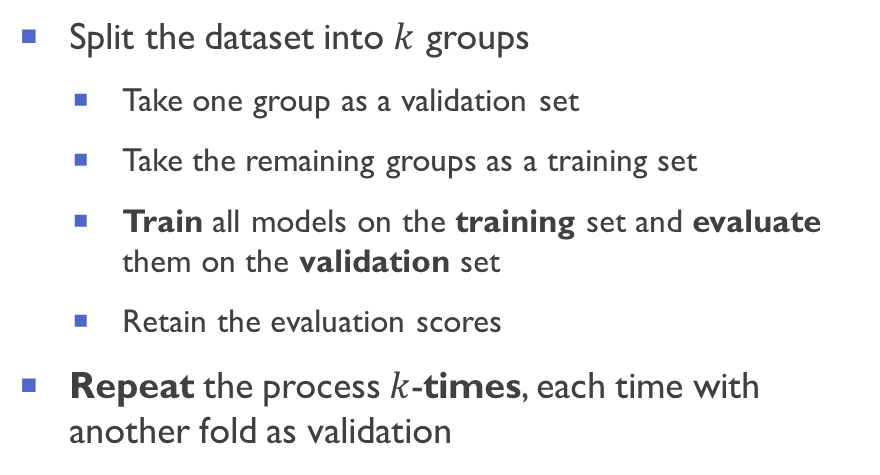 Split the dataset into k groups
Take one group as a validation set
Take the remaining groups as a training set
Train all models on the training set and evaluate
them on the validation set
Retain the evaluation scores
Repeat the process k-times, each time with
another fold as validation